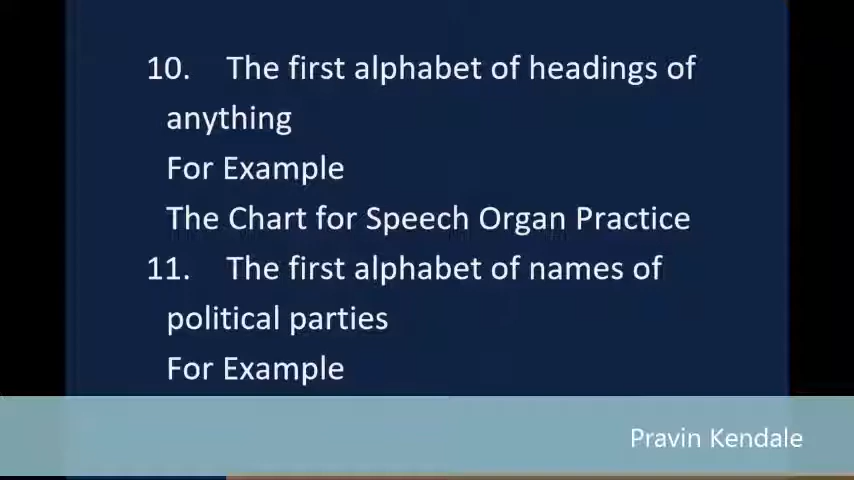 10. The first alphabet of headings of
anything
For Example
The Chart for Speech Organ Practice
11. The first alphabet of names of
political parties
For Example
Pravin Kendale